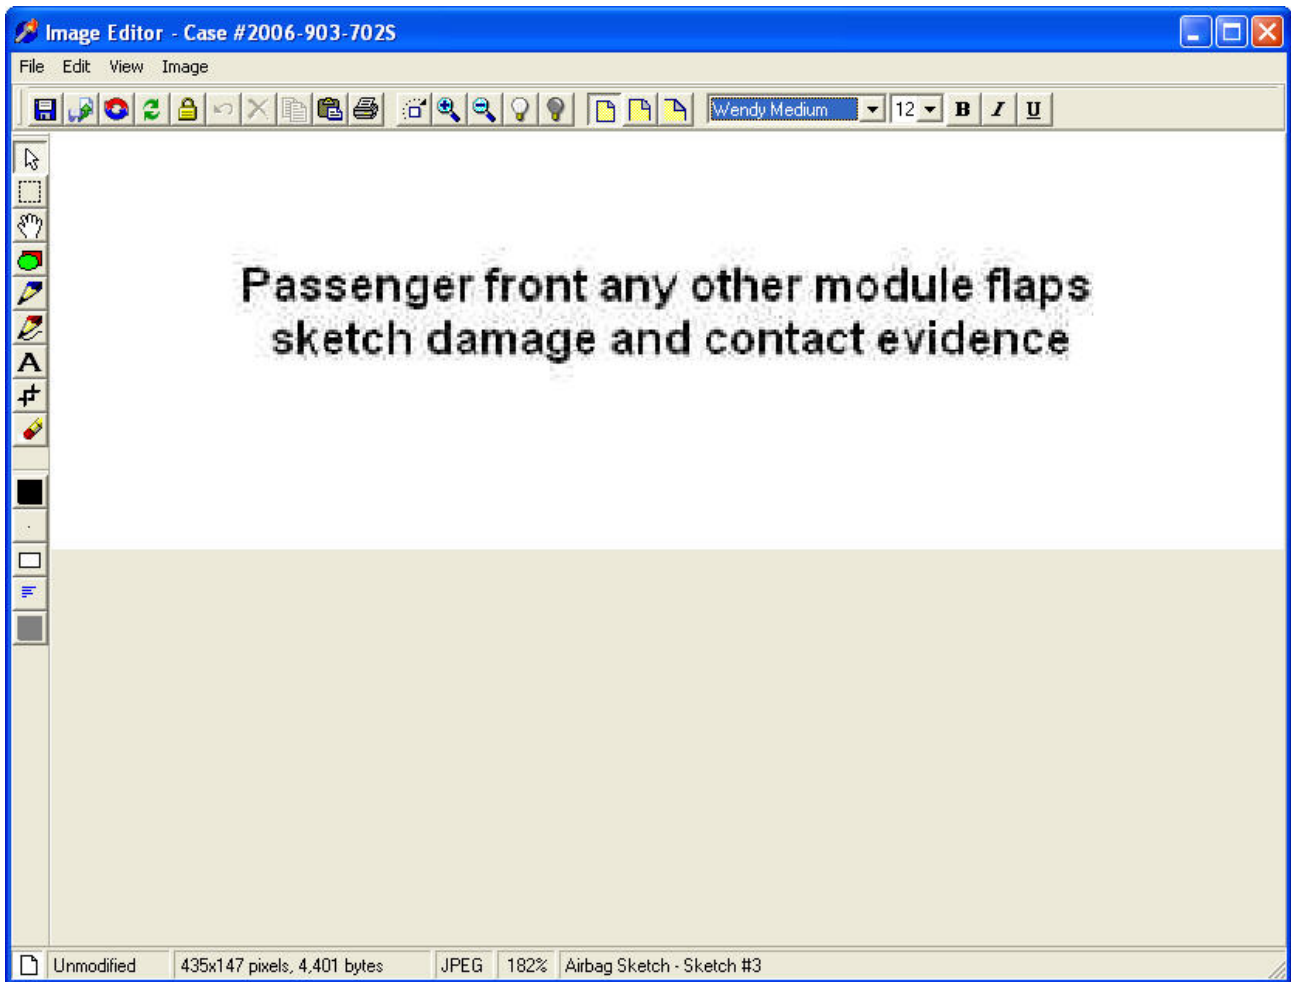 Image Editor - Case #2006-903-702S
File Edit View Image
Wendy Medium 12 B I U
A
Passenger front any other module flaps
sketch damage and contact evidence
Unmodified 435x147 pixels, 4,401 bytes JPEG 182% Airbag Sketch - Sketch #3